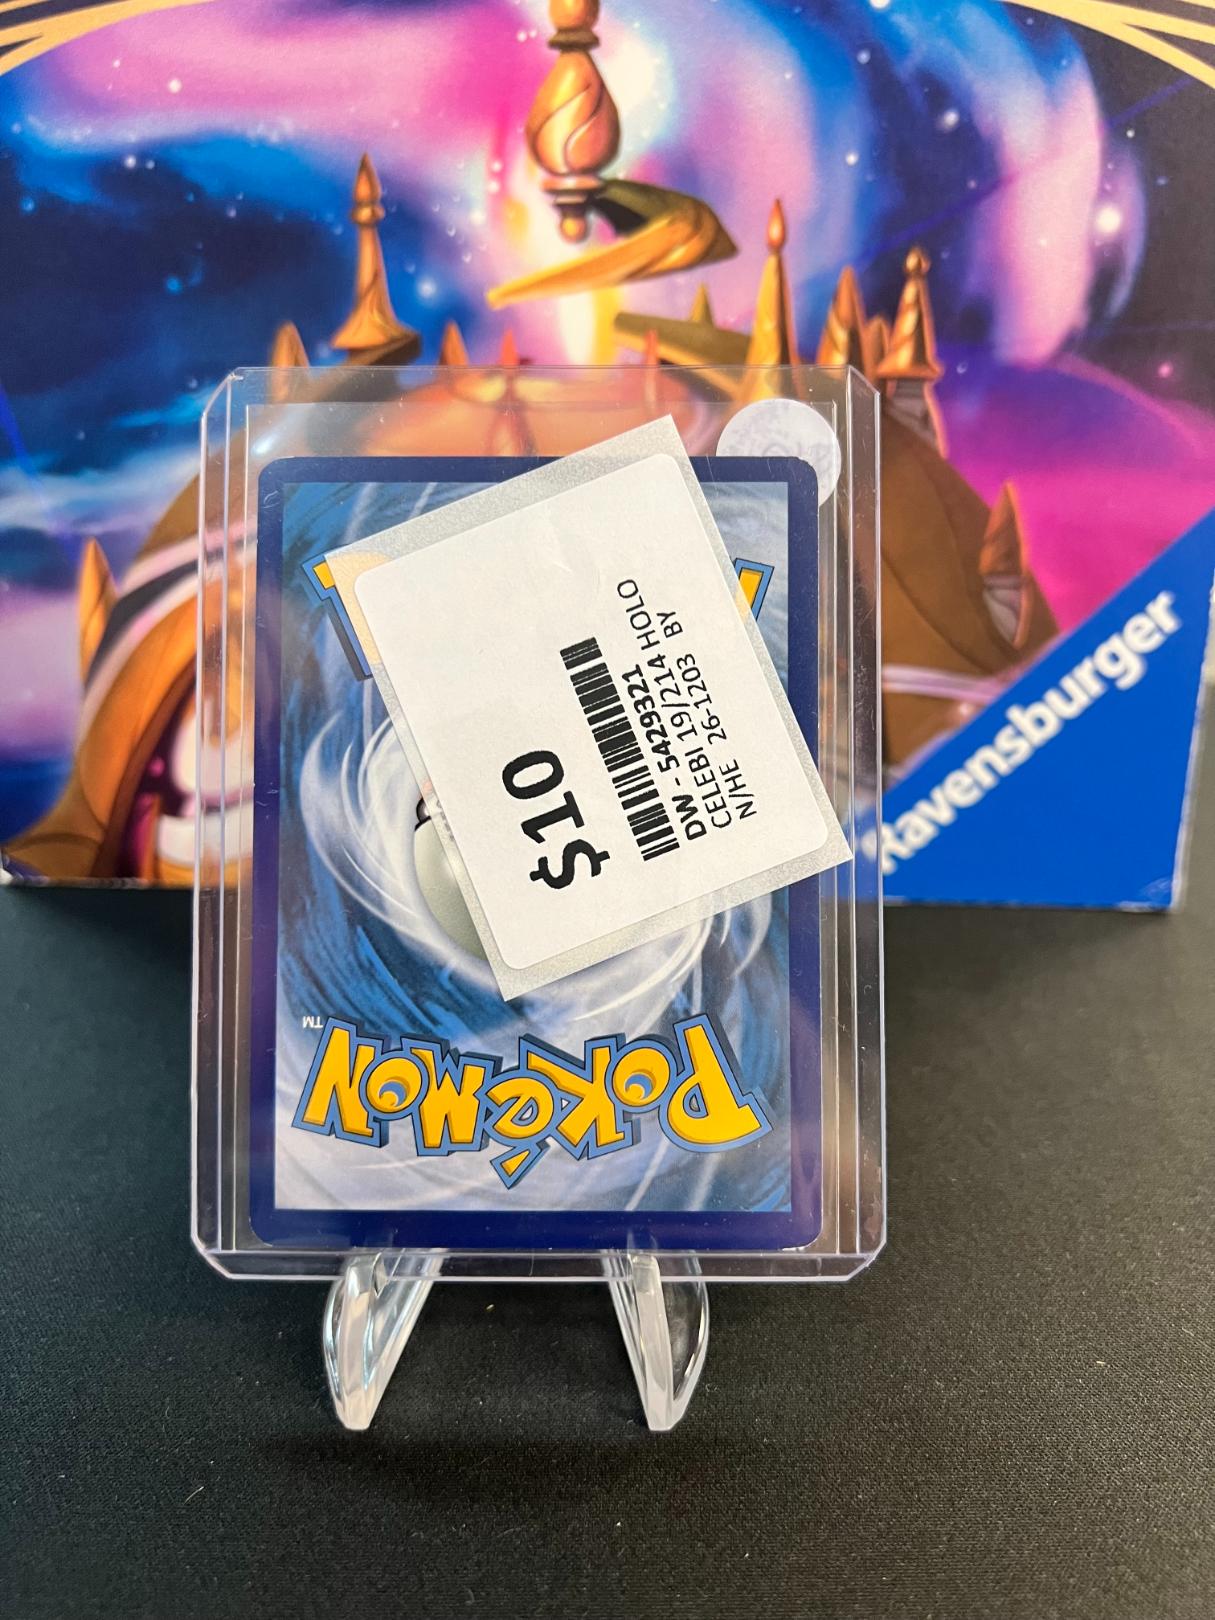 $10
DW - 5429321
CELEBI 19/214 HOLO
N/HE 26-1203 BY
Ravensburger
POKéMON
TM